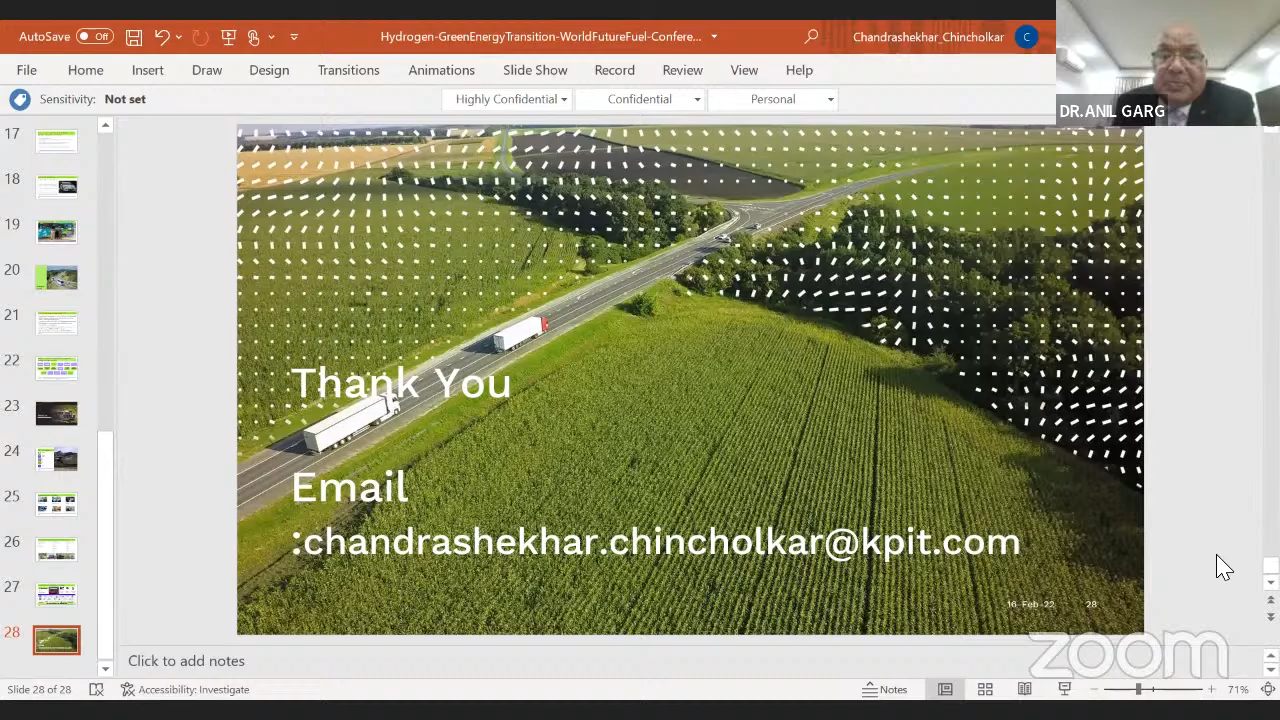 AutoSave Off
Hydrogen-GreenEnergyTransition-WorldFutureFuel-Confere...
Chandrashekhar_Chincholkar
C
File Home Insert Draw Design Transitions Animations Slide Show Record Review View Help
Sensitivity: Not set
Highly Confidential
Confidential
Personal
DR.ANIL GARG
17
18
19
20
21
22
23
24
25
26
27
28
Thank You
Email
:chandrashekhar.chincholkar@kpit.com
16-Feb-22 28
zoom
Click to add notes
Slide 28 of 28
Accessibility: Investigate
Notes
71%